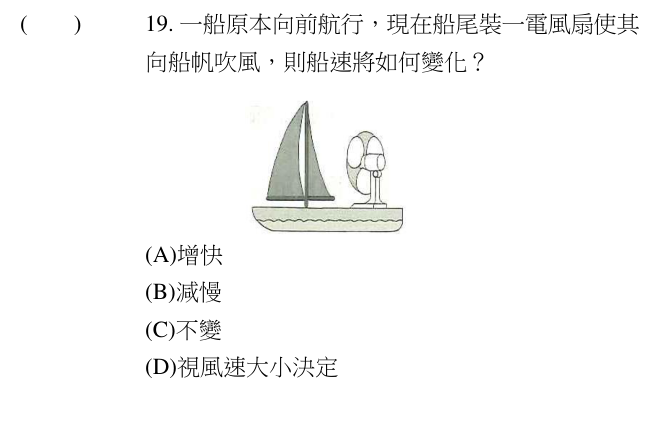 (　　) 19. 一船原本向前航行，現在船尾裝一電風扇使其
向船帆吹風，則船速將如何變化？
(A)增快
(B)減慢
(C)不變
(D)視風速大小決定